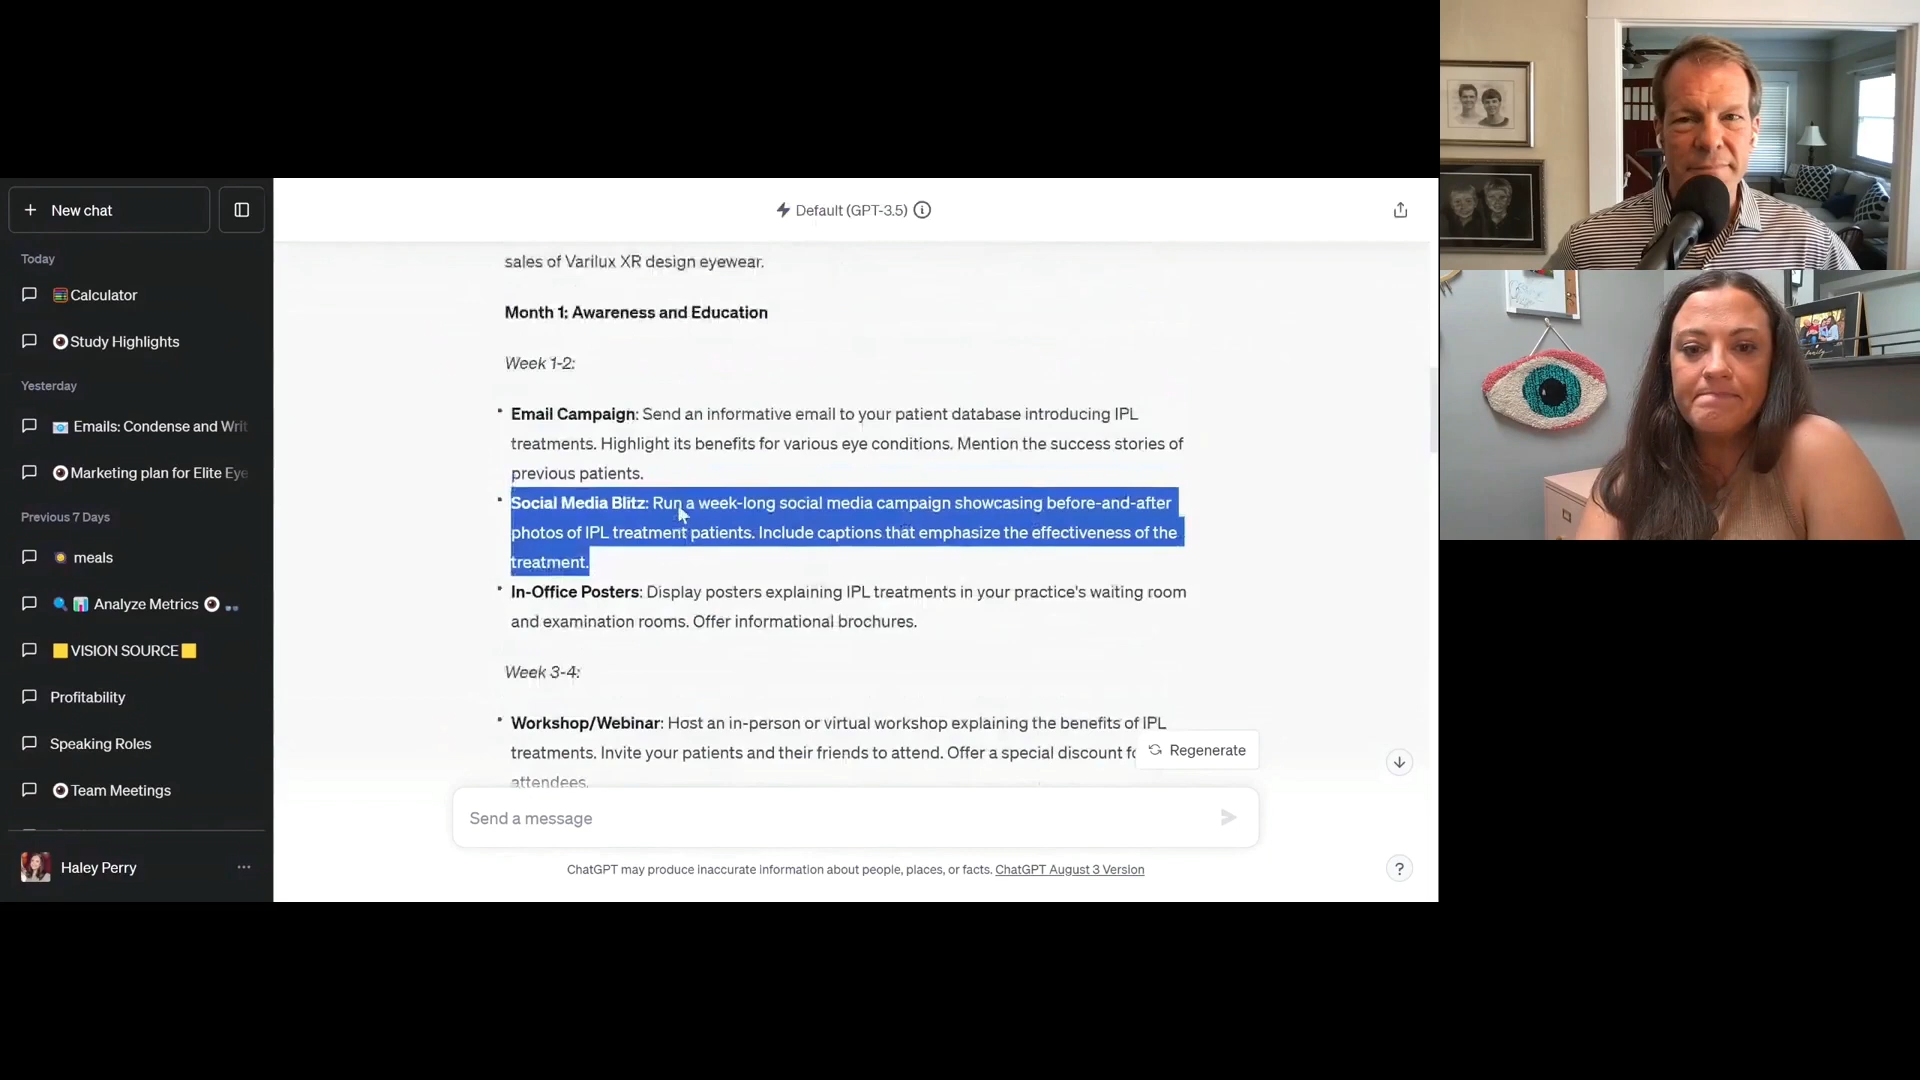 New chat
Today
Calculator
Study Highlights
Yesterday
Emails: Condense and Writ
Marketing plan for Elite Eye
Previous 7 Days
meals
Analyze Metrics
VISION SOURCE
Profitability
Speaking Roles
Team Meetings
Haley Perry
Default (GPT-3.5)
sales of Varilux XR design eyewear.
Month 1: Awareness and Education
Week 1-2:
Email Campaign: Send an informative email to your patient database introducing IPL
treatments. Highlight its benefits for various eye conditions. Mention the success stories of
previous patients.
Social Media Blitz: Run a week-long social media campaign showcasing before-and-after
photos of IPL treatment patients. Include captions that emphasize the effectiveness of the
treatment.
In-Office Posters: Display posters explaining IPL treatments in your practice's waiting room
and examination rooms. Offer informational brochures.
Week 3-4:
Workshop/Webinar: Host an in-person or virtual workshop explaining the benefits of IPL
treatments. Invite your patients and their friends to attend. Offer a special discount fo
attendees.
Regenerate
Send a message
ChatGPT may produce inaccurate information about people, places, or facts. ChatGPT August 3 Version
?
family